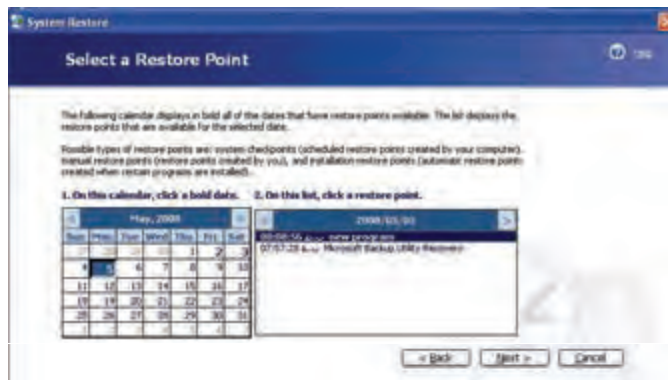 System Restore
Select a Restore Point
Help
The following calendar displays in bold all of the dates that have restore points available. The list displays the
restore points that are available for the selected date.
Possible types of restore points are: system checkpoints (scheduled restore points created by your computer),
manual restore points (restore points created by you), and installation restore points (automatic restore points
created when certain programs are installed).
1. On this calendar, click a bold date.
2. On this list, click a restore point.
< May, 2008 >
Sun Mon Tue Wed Thu Fri Sat
1 2 3
4 5 6 7 8 9 10
11 12 13 14 15 16 17
18 19 20 21 22 23 24
25 26 27 28 29 30 31
< >
new program
Microsoft Backup Utility Recovery
< Back
Next >
Cancel